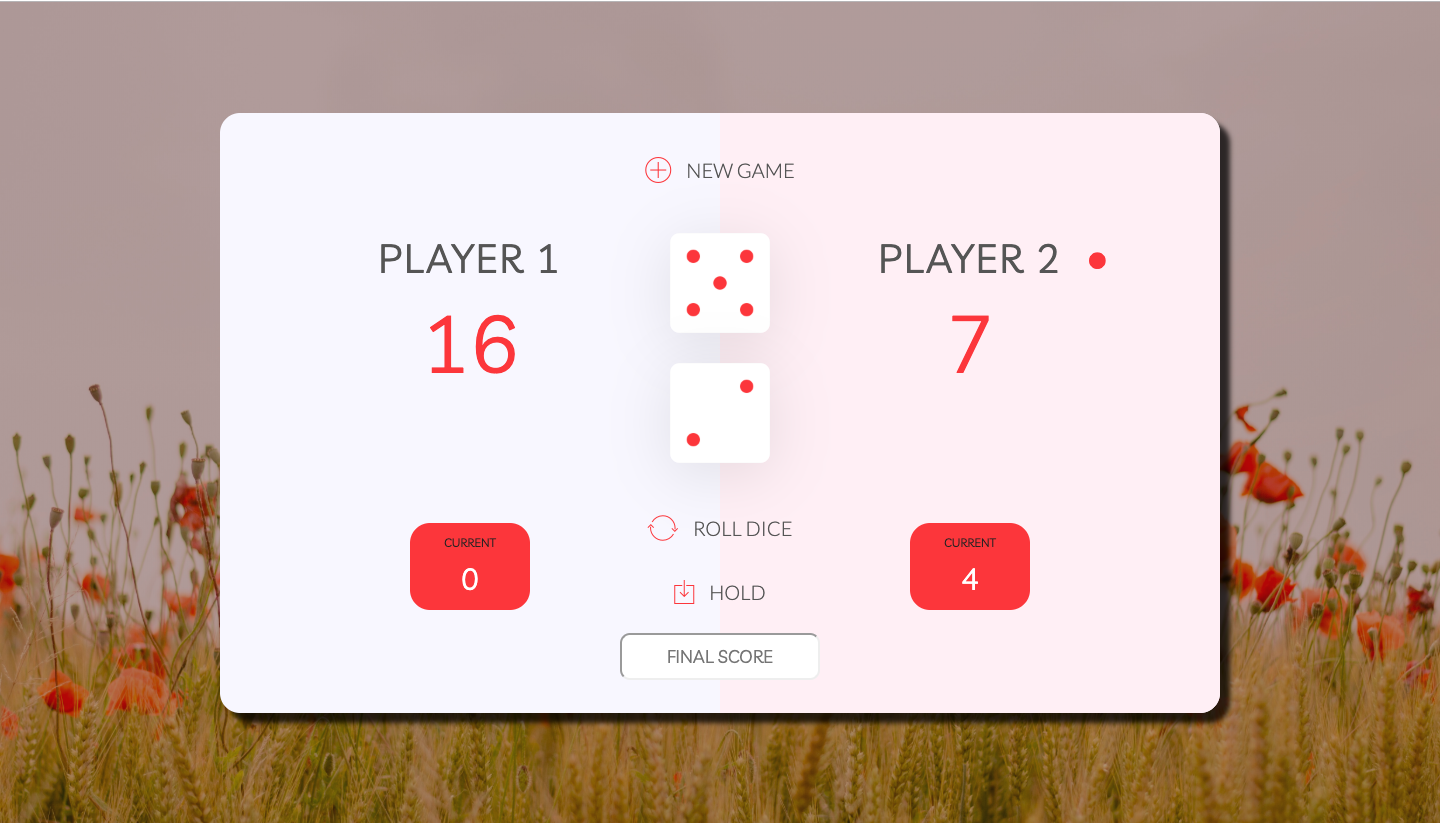 NEW GAME
PLAYER 1
16
PLAYER 2
7
ROLL DICE
CURRENT
0
HOLD
CURRENT
4
FINAL SCORE